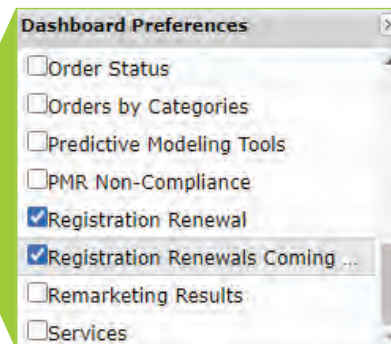 Dashboard Preferences
Order Status
Orders by Categories
Predictive Modeling Tools
PMR Non-Compliance
Registration Renewal
Registration Renewals Coming ...
Remarketing Results
Services